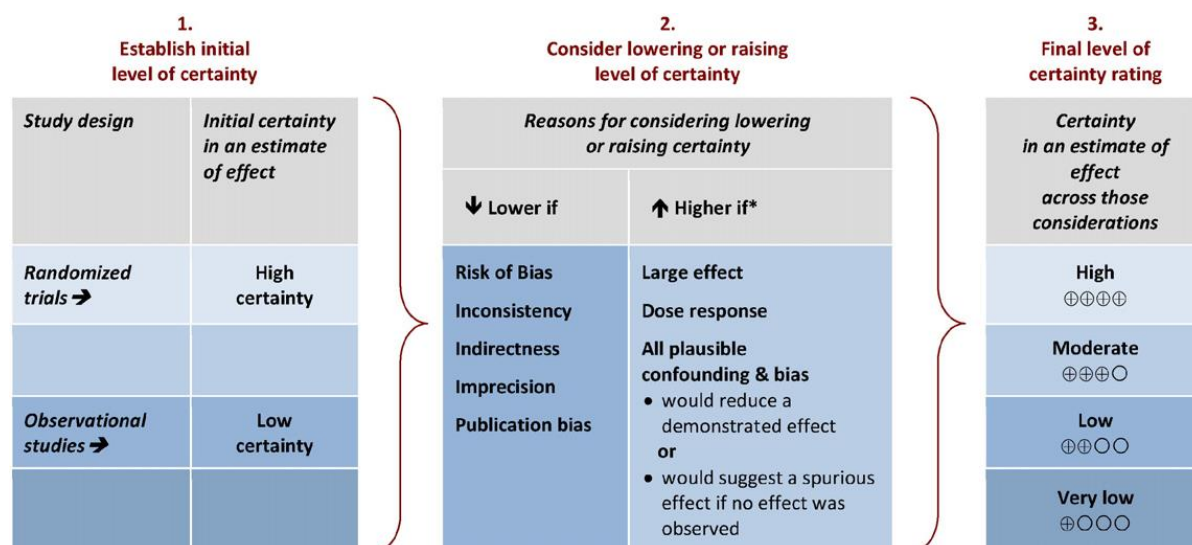 1.
Establish initial
level of certainty
2.
Consider lowering or raising
level of certainty
3.
Final level of
certainty rating
Study design
Initial certainty
in an estimate
of effect
Reasons for considering lowering
or raising certainty
🡫 Lower if
🡩 Higher if*
Certainty
in an estimate of
effect
across those
considerations
Randomized
trials ➔
High
certainty
Observational
studies ➔
Low
certainty
Risk of Bias
Inconsistency
Indirectness
Imprecision
Publication bias
Large effect
Dose response
All plausible
confounding & bias
• would reduce a
demonstrated effect
or
• would suggest a spurious
effect if no effect was
observed
High
⊕⊕⊕⊕
Moderate
⊕⊕⊕○
Low
⊕⊕○○
Very low
⊕○○○